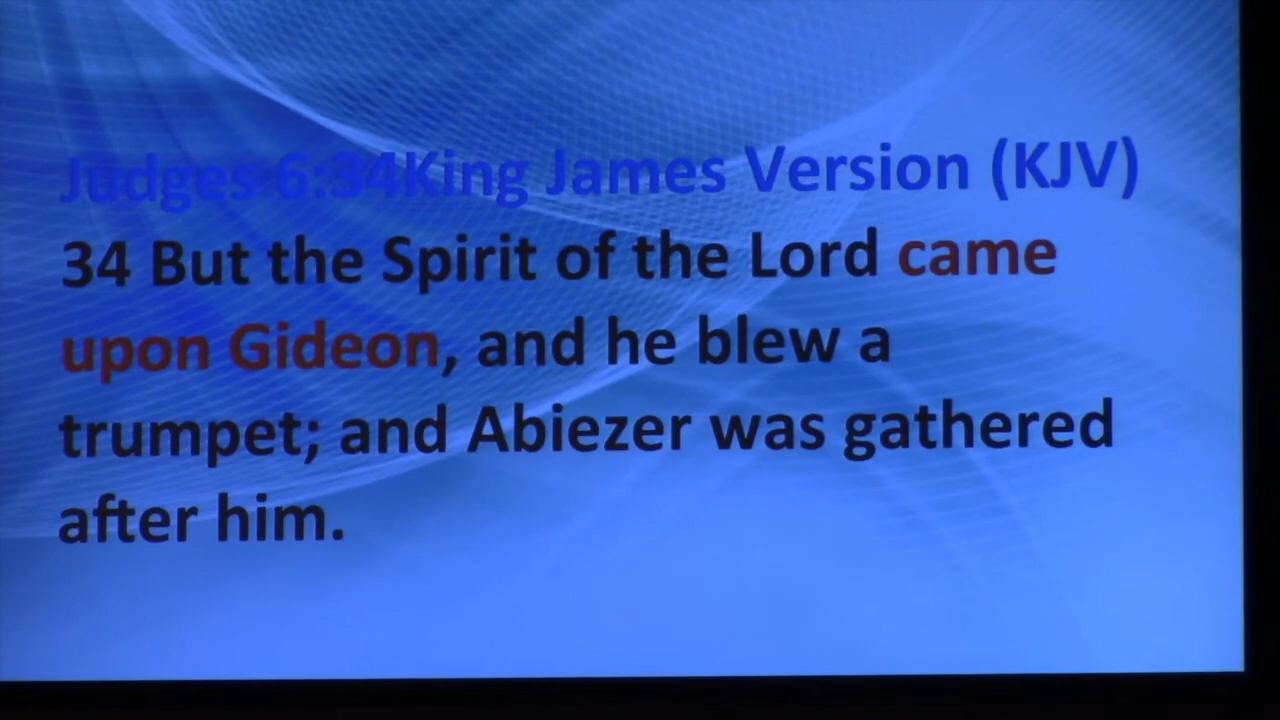 Judges 6:34King James Version (KJV)
34 But the Spirit of the Lord came
upon Gideon, and he blew a
trumpet; and Abiezer was gathered
after him.